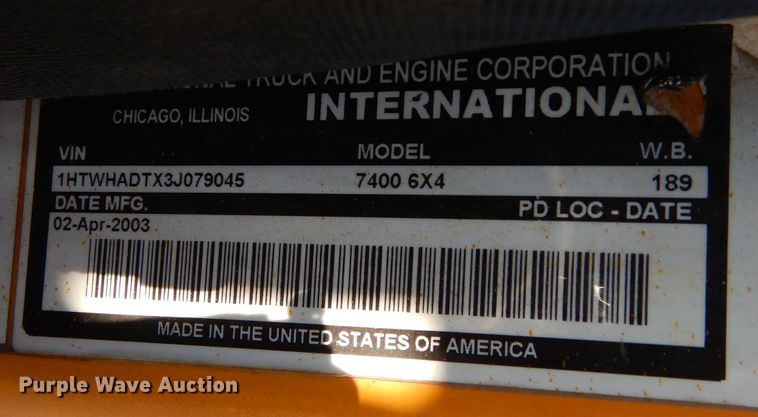 TRUCK AND ENGINE CORPORATION
CHICAGO, ILLINOIS INTERNATIONAL
VIN MODEL W.B.
1HTWHADTX3J079045 7400 6X4 189
DATE MFG. PD LOC - DATE
02-Apr-2003
MADE IN THE UNITED STATES OF AMERICA
Purple Wave Auction